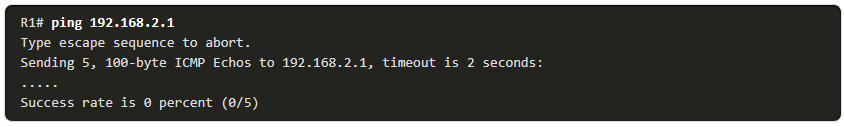 R1# ping 192.168.2.1
Type escape sequence to abort.
Sending 5, 100-byte ICMP Echos to 192.168.2.1, timeout is 2 seconds:
.....
Success rate is 0 percent (0/5)